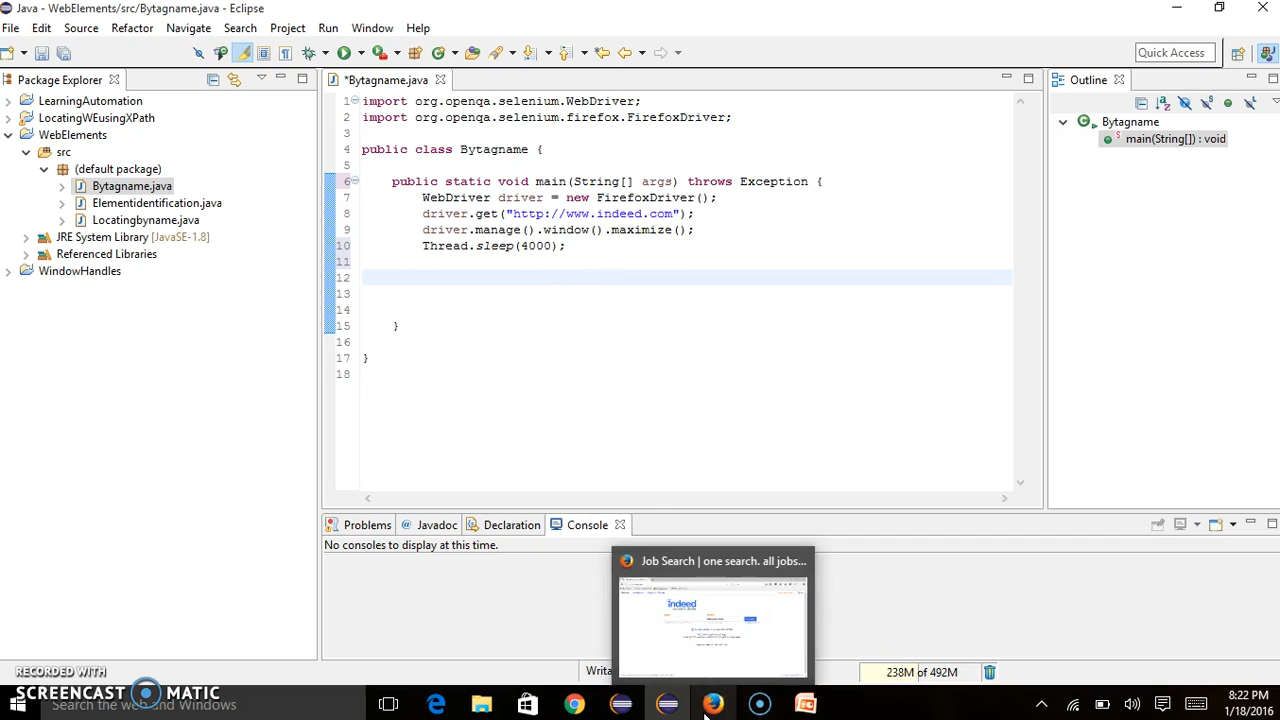 Java - WebElements/src/Bytagname.java - Eclipse
File Edit Source Refactor Navigate Search Project Run Window Help
Quick Access
Package Explorer
*Bytagname.java
Outline
LearningAutomation
LocatingWEusingXPath
WebElements
src
(default package)
Bytagname.java
Elementidentification.java
Locatingbyname.java
JRE System Library [JavaSE-1.8]
Referenced Libraries
WindowHandles
1 import org.openqa.selenium.WebDriver;
2 import org.openqa.selenium.firefox.FirefoxDriver;
3
4 public class Bytagname {
5
6 public static void main(String[] args) throws Exception {
7 WebDriver driver = new FirefoxDriver();
8 driver.get("http://www.indeed.com");
9 driver.manage().window().maximize();
10 Thread.sleep(4000);
11
12
13
14
15 }
16
17 }
18
Bytagname
main(String[]) : void
Problems @ Javadoc Declaration Console
No consoles to display at this time.
Job Search | one search. all jobs...
indeed
Writa
238M of 492M
RECORDED WITH
SCREENCAST MATIC
Search the web and Windows
8:22 PM
1/18/2016